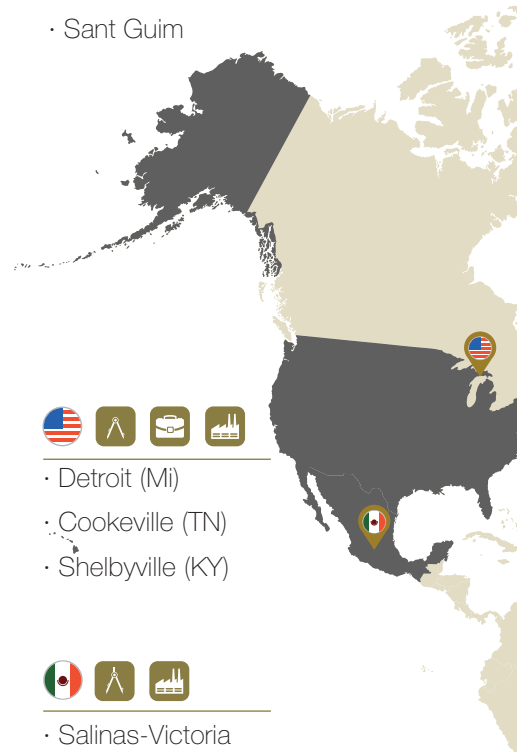 · Sant Guim
· Detroit (Mi)
· Cookeville (TN)
· Shelbyville (KY)
· Salinas-Victoria